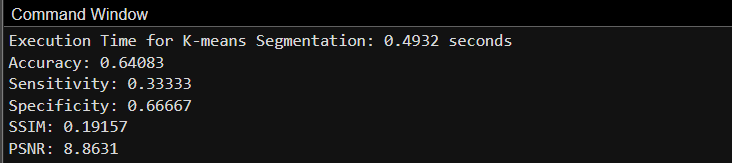 Command Window
Execution Time for K-means Segmentation: 0.4932 seconds
Accuracy: 0.64083
Sensitivity: 0.33333
Specificity: 0.66667
SSIM: 0.19157
PSNR: 8.8631